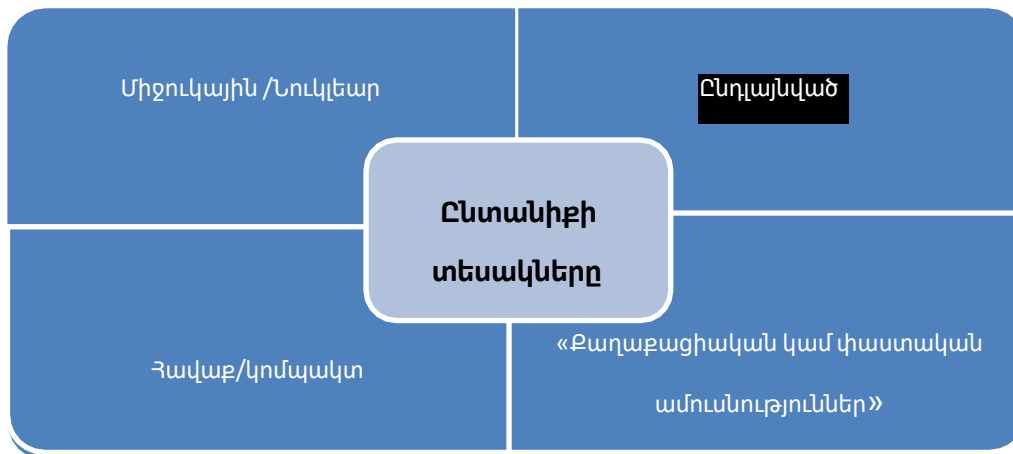 Միջուկային /Նուկլեար
Ընդլայնված
Ընտանիքի
տեսակները
Հավաք/կոմպակտ
«Քաղաքացիական կամ փաստական
ամուսնություններ»